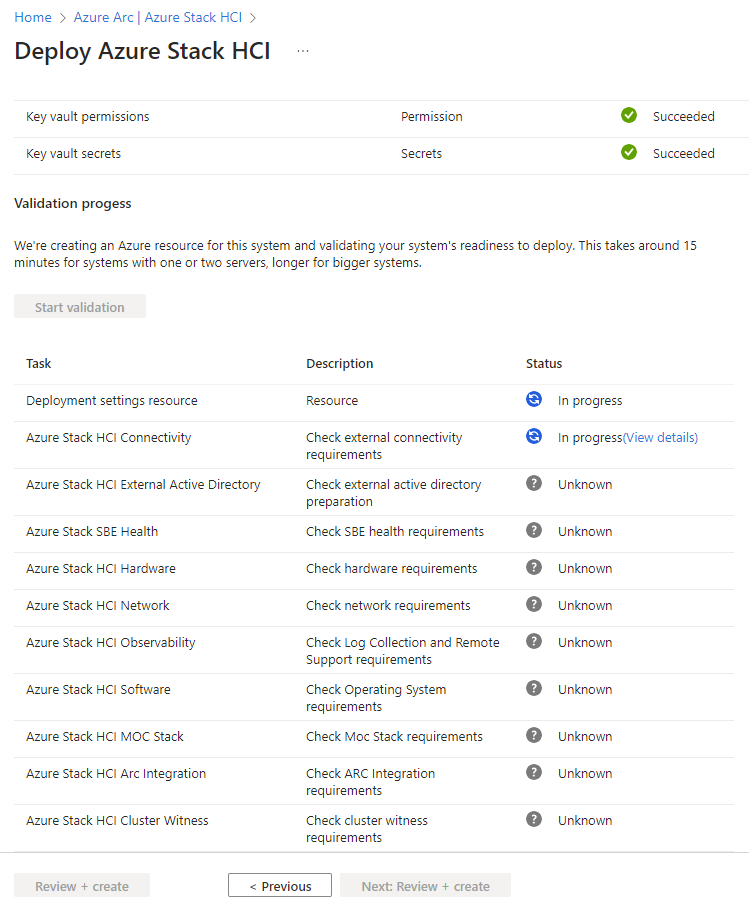 Home > Azure Arc | Azure Stack HCI >
Deploy Azure Stack HCI ...
Key vault permissions Permission Succeeded
Key vault secrets Secrets Succeeded
Validation progess
We're creating an Azure resource for this system and validating your system's readiness to deploy. This takes around 15
minutes for systems with one or two servers, longer for bigger systems.
Start validation
Task Description Status
Deployment settings resource Resource In progress
Azure Stack HCI Connectivity Check external connectivity In progress(View details)
requirements
Azure Stack HCI External Active Directory Check external active directory ? Unknown
preparation
Azure Stack SBE Health Check SBE health requirements ? Unknown
Azure Stack HCI Hardware Check hardware requirements ? Unknown
Azure Stack HCI Network Check network requirements ? Unknown
Azure Stack HCI Observability Check Log Collection and Remote ? Unknown
Support requirements
Azure Stack HCI Software Check Operating System ? Unknown
requirements
Azure Stack HCI MOC Stack Check Moc Stack requirements ? Unknown
Azure Stack HCI Arc Integration Check ARC Integration ? Unknown
requirements
Azure Stack HCI Cluster Witness Check cluster witness ? Unknown
requirements
Review + create < Previous Next: Review + create